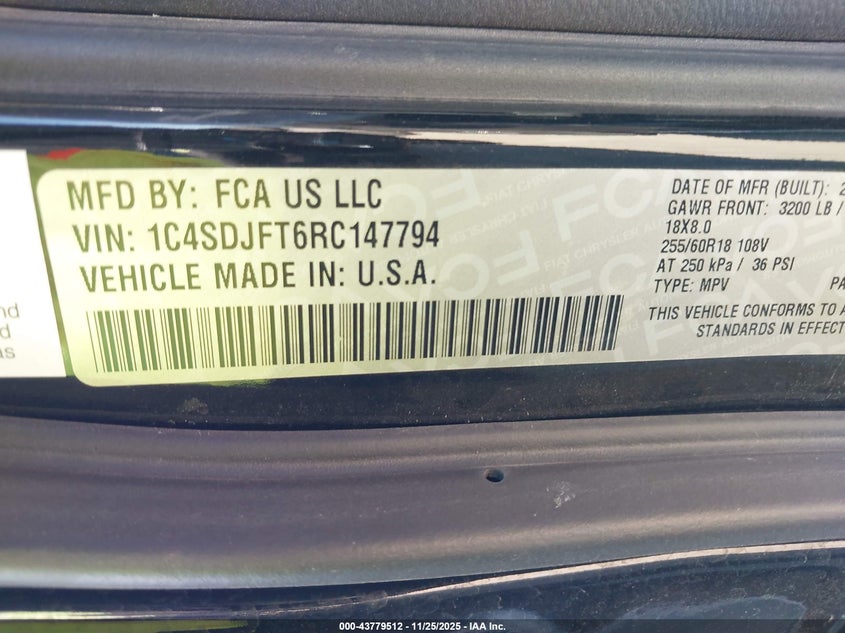 MFD BY: FCA US LLC
VIN: 1C4SDJFT6RC147794
VEHICLE MADE IN: U.S.A.
DATE OF MFR (BUILT): 2
GAWR FRONT: 3200 LB /
18X8.0
255/60R18 108V
AT 250 kPa / 36 PSI
TYPE: MPV PA
THIS VEHICLE CONFORMS TO A
STANDARDS IN EFFECT
000-43779512 - 11/25/2025 - IAA Inc.